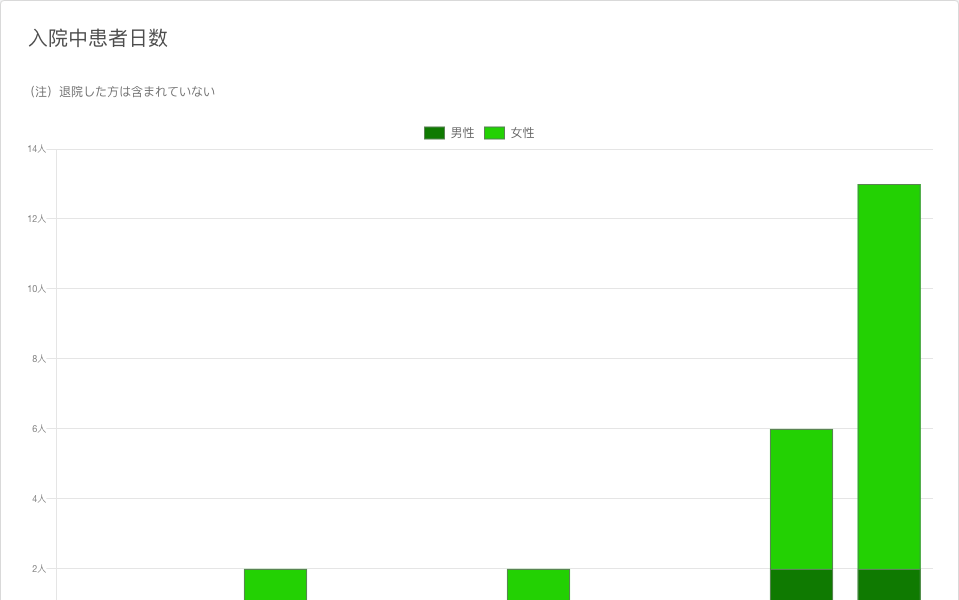 入院中患者日数
（注）退院した方は含まれていない
男性 女性
14人
12人
10人
8人
6人
4人
2人